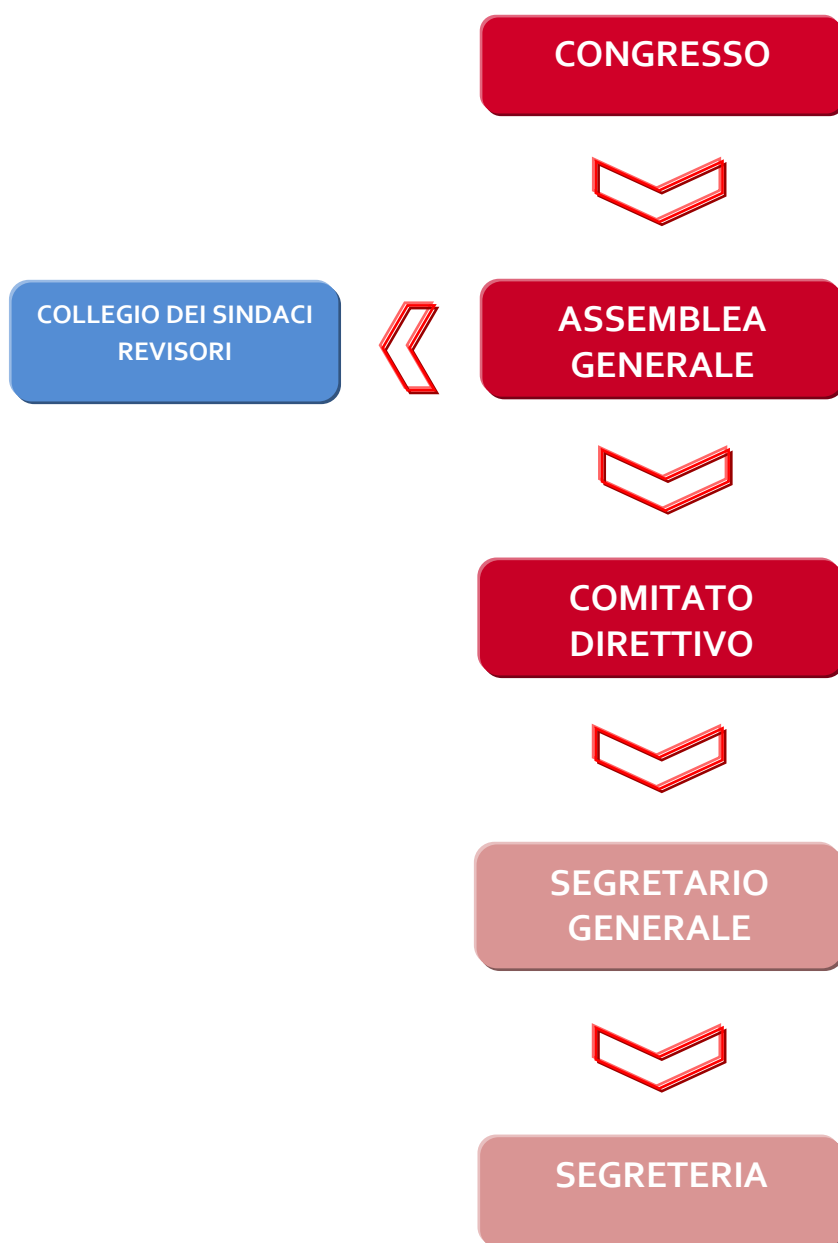 CONGRESSO
COLLEGIO DEI SINDACI
REVISORI
ASSEMBLEA
GENERALE
COMITATO
DIRETTIVO
SEGRETARIO
GENERALE
SEGRETERIA